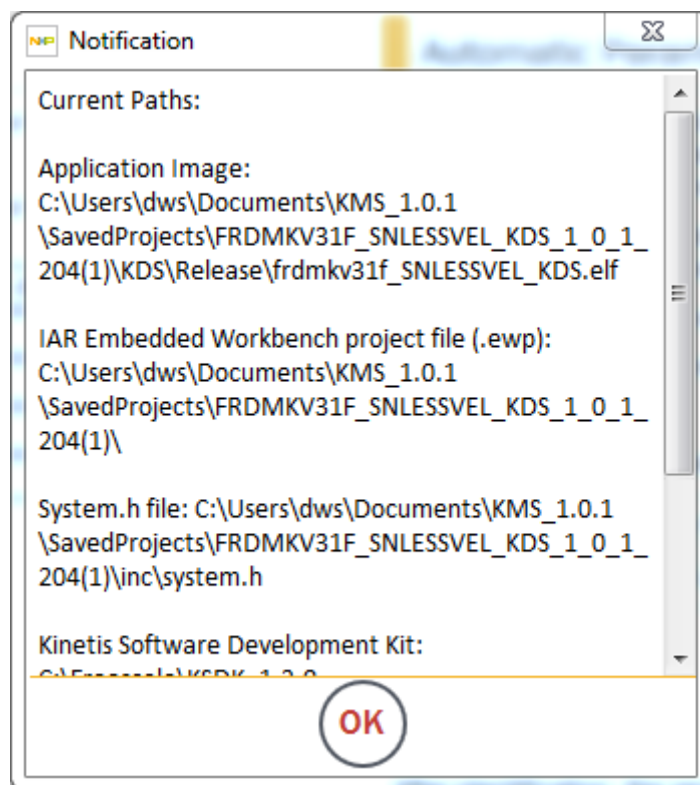 NXP Notification
Automatic
Current Paths:
Application Image:
C:\Users\dws\Documents\KMS_1.0.1
\SavedProjects\FRDMKV31F_SNLESSVEL_KDS_1_0_1_
204(1)\KDS\Release\frdmkv31f_SNLESSVEL_KDS.elf
IAR Embedded Workbench project file (.ewp):
C:\Users\dws\Documents\KMS_1.0.1
\SavedProjects\FRDMKV31F_SNLESSVEL_KDS_1_0_1_
204(1)\
System.h file: C:\Users\dws\Documents\KMS_1.0.1
\SavedProjects\FRDMKV31F_SNLESSVEL_KDS_1_0_1_
204(1)\inc\system.h
Kinetis Software Development Kit:
OK